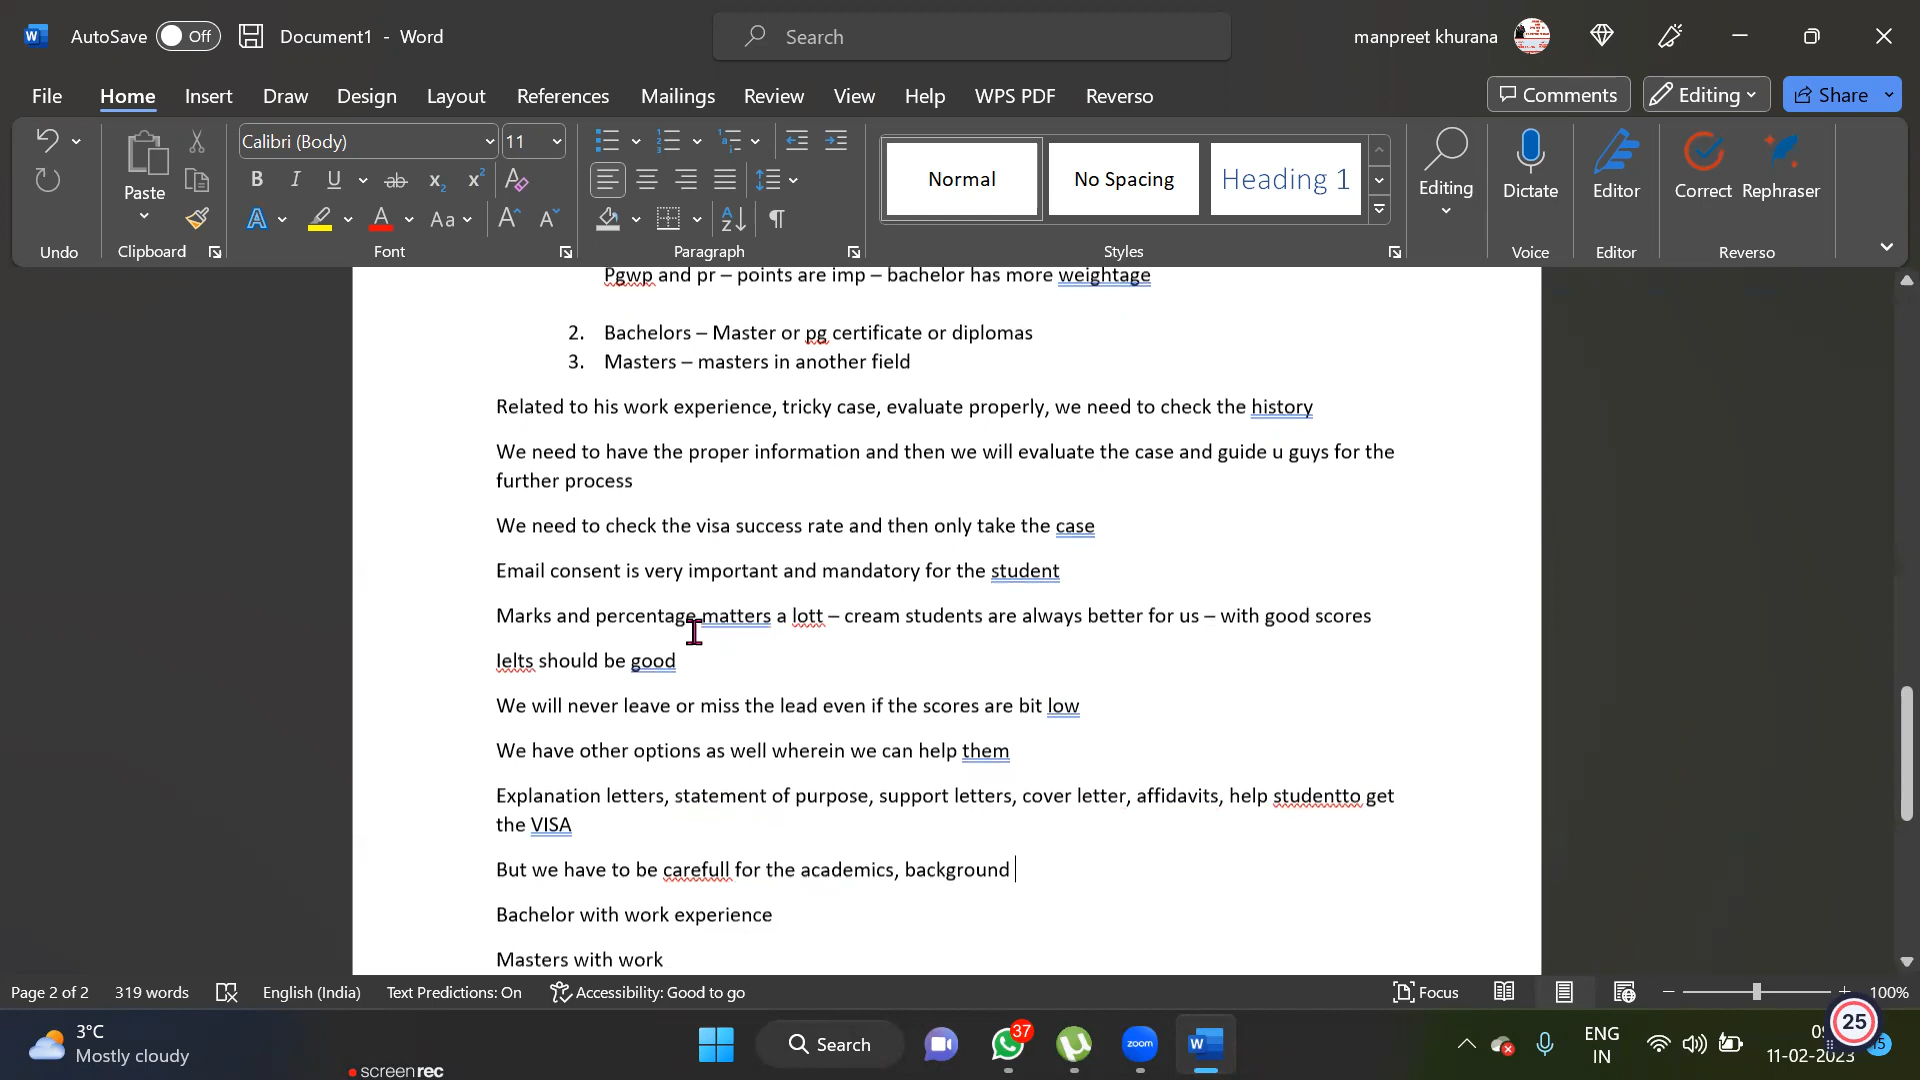 AutoSave Off Document1 - Word Search manpreet khurana
File Home Insert Draw Design Layout References Mailings Review View Help WPS PDF Reverso Comments Editing Share
Calibri (Body) 11
Paste Normal No Spacing Heading 1 Editing Dictate Editor Correct Rephraser
Undo Clipboard Font Paragraph Styles Voice Editor Reverso
Pgwp and pr – points are imp – bachelor has more weightage
2. Bachelors – Master or pg certificate or diplomas
3. Masters – masters in another field
Related to his work experience, tricky case, evaluate properly, we need to check the history
We need to have the proper information and then we will evaluate the case and guide u guys for the
further process
We need to check the visa success rate and then only take the case
Email consent is very important and mandatory for the student
Marks and percentage matters a lott – cream students are always better for us – with good scores
Ielts should be good
We will never leave or miss the lead even if the scores are bit low
We have other options as well wherein we can help them
Explanation letters, statement of purpose, support letters, cover letter, affidavits, help studentto get
the VISA
But we have to be carefull for the academics, background
Bachelor with work experience
Masters with work
Page 2 of 2 319 words English (India) Text Predictions: On Accessibility: Good to go Focus 100%
3°C
Mostly cloudy
Search 37 zoom ENG
IN
11-02-2023 25
screenrec